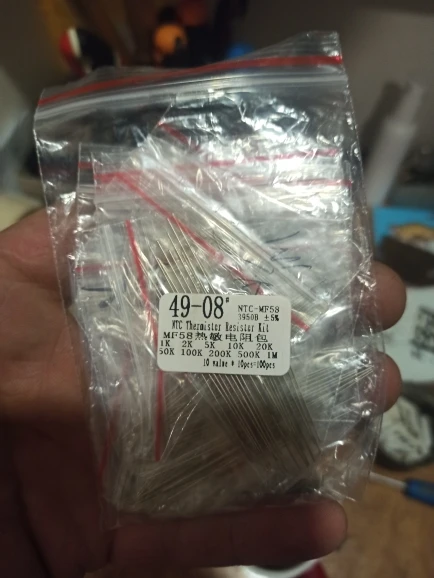 49-08# NTC-MF58
3950B ±5%
NTC Thermistor Resistor Kit
MF58热敏电阻包
1K 2K 5K 10K 20K
50K 100K 200K 500K 1M
10 value * 10pcs=100pcs